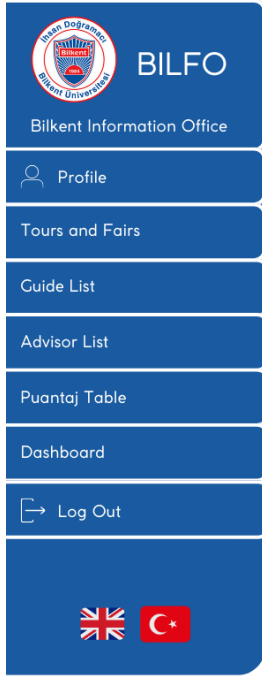 İhsan Doğramacı
Bilkent
1984
Bilkent Üniversitesi
BILFO
Bilkent Information Office
Profile
Tours and Fairs
Guide List
Advisor List
Puantaj Table
Dashboard
Log Out